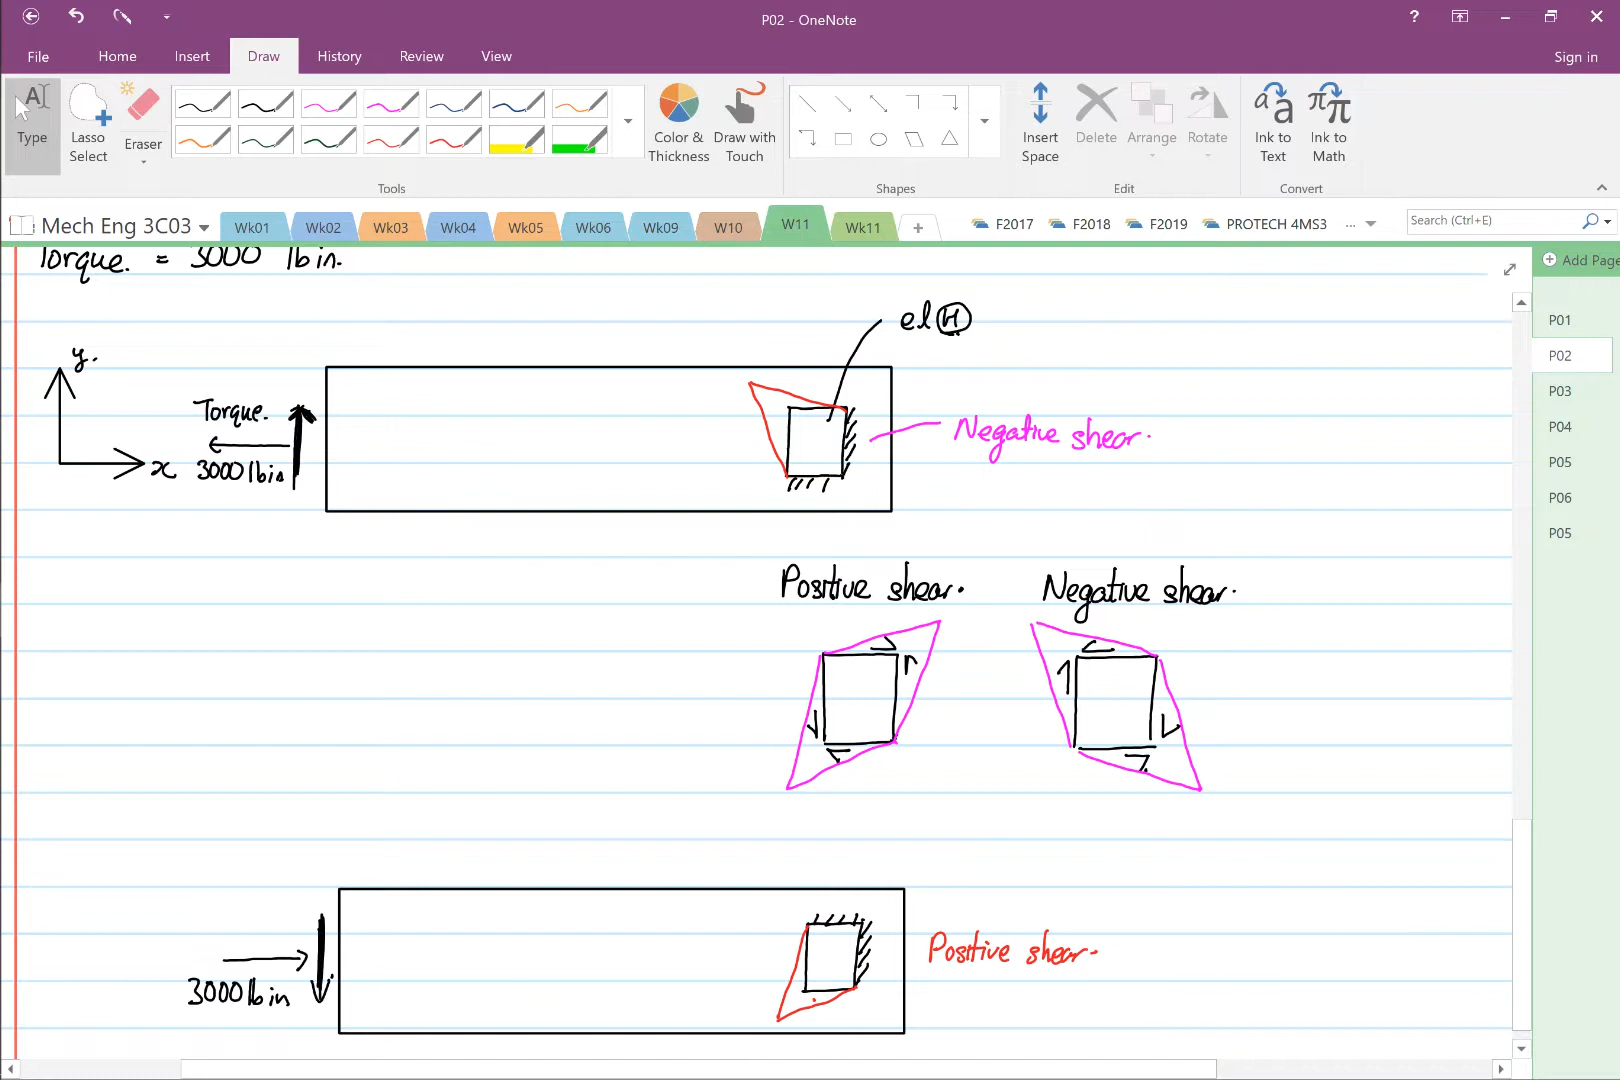 P02 - OneNote
?
File Home Insert Draw History Review View
Sign in
Type
Lasso Select
Eraser
Color & Thickness
Draw with Touch
Insert Space
Delete
Arrange
Rotate
Ink to Text
Ink to Math
Tools
Shapes
Edit
Convert
Mech Eng 3C03
Wk01 Wk02 Wk03 Wk04 Wk05 Wk06 Wk09 W10 W11 Wk11 +
F2017 F2018 F2019 PROTECH 4MS3 ...
Search (Ctrl+E)
Add Page
P01
P02
P03
P04
P05
P06
P05
Torque. = 3000 lb in.
el H
y.
x
Torque.
3000 lb in
Negative shear.
Positive shear.
Negative shear.
3000 lb in
Positive shear.